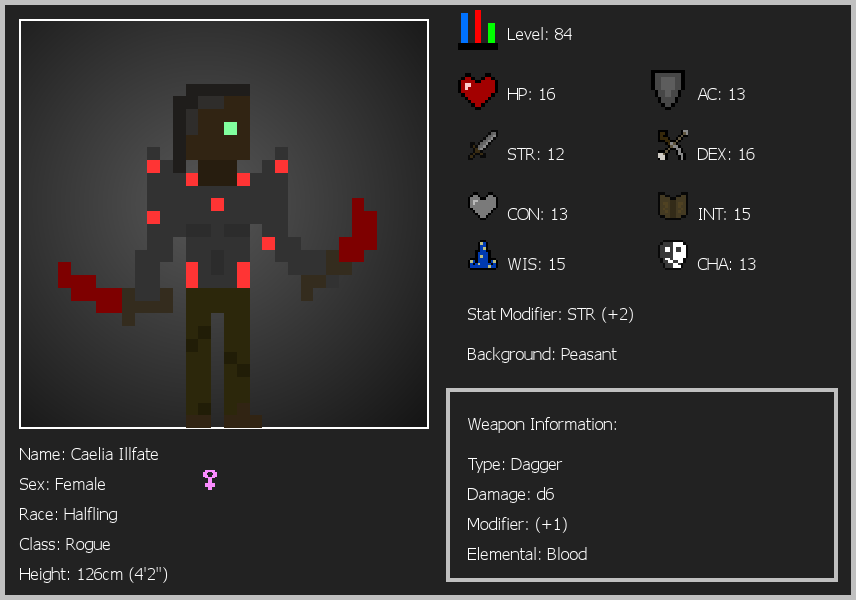 Level: 84
HP: 16
AC: 13
STR: 12
DEX: 16
CON: 13
INT: 15
WIS: 15
CHA: 13
Stat Modifier: STR (+2)
Background: Peasant
Weapon Information:
Type: Dagger
Damage: d6
Modifier: (+1)
Elemental: Blood
Name: Caelia Illfate
Sex: Female
Race: Halfling
Class: Rogue
Height: 126cm (4'2")